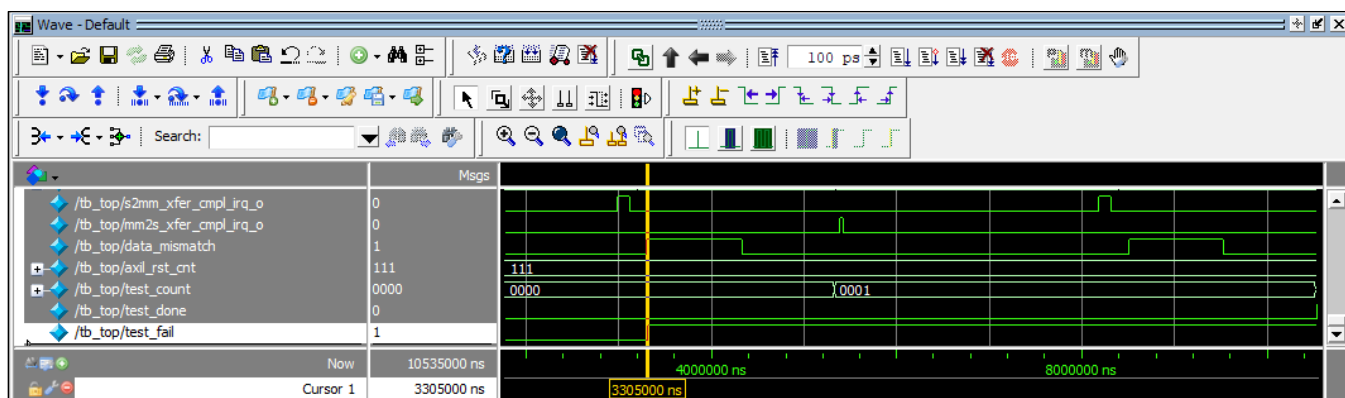 Wave - Default
100 ps
Search:
Msgs
/tb_top/s2mm_xfer_cmpl_irq_o 0
/tb_top/mm2s_xfer_cmpl_irq_o 0
/tb_top/data_mismatch 1
/tb_top/axil_rst_cnt 111 111
/tb_top/test_count 0000 0000 0001
/tb_top/test_done 0
/tb_top/test_fail 1
Now 10535000 ns 4000000 ns 8000000 ns
Cursor 1 3305000 ns 3305000 ns